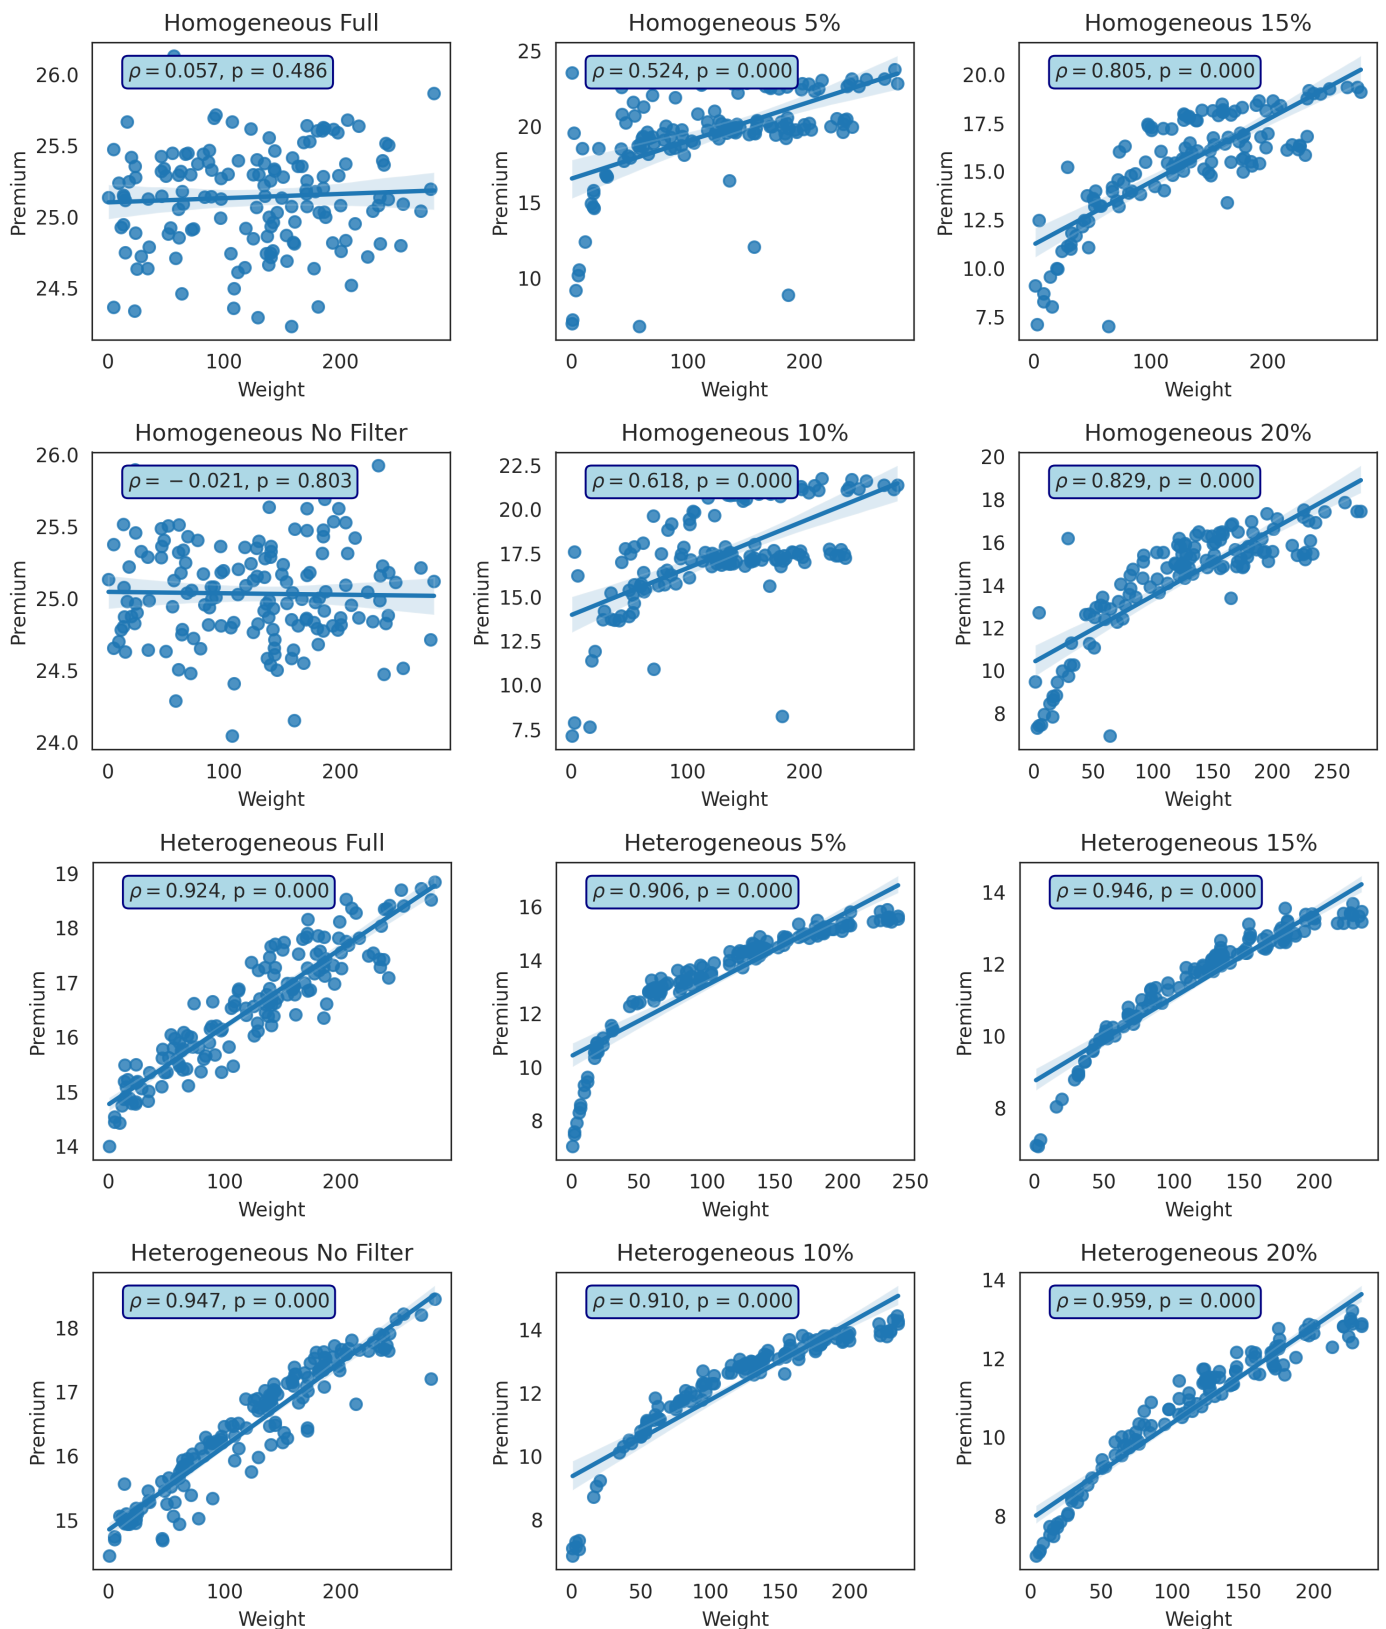 Homogeneous Full
Homogeneous 5%
Homogeneous 15%
ρ = 0.057, p = 0.486
ρ = 0.524, p = 0.000
ρ = 0.805, p = 0.000
Premium
26.0
25.5
25.0
24.5
Premium
25
20
15
10
Premium
20.0
17.5
15.0
12.5
10.0
7.5
0 100 200
0 100 200
0 100 200
Weight
Weight
Weight
Homogeneous No Filter
Homogeneous 10%
Homogeneous 20%
ρ = −0.021, p = 0.803
ρ = 0.618, p = 0.000
ρ = 0.829, p = 0.000
Premium
26.0
25.5
25.0
24.5
24.0
Premium
22.5
20.0
17.5
15.0
12.5
10.0
7.5
Premium
20
18
16
14
12
10
8
0 100 200
0 100 200
0 50 100 150 200 250
Weight
Weight
Weight
Heterogeneous Full
Heterogeneous 5%
Heterogeneous 15%
ρ = 0.924, p = 0.000
ρ = 0.906, p = 0.000
ρ = 0.946, p = 0.000
Premium
19
18
17
16
15
14
Premium
16
14
12
10
8
Premium
14
12
10
8
0 100 200
0 50 100 150 200 250
0 50 100 150 200
Weight
Weight
Weight
Heterogeneous No Filter
Heterogeneous 10%
Heterogeneous 20%
ρ = 0.947, p = 0.000
ρ = 0.910, p = 0.000
ρ = 0.959, p = 0.000
Premium
18
17
16
15
Premium
14
12
10
8
Premium
14
12
10
8
0 100 200
0 50 100 150 200
0 50 100 150 200
Weight
Weight
Weight